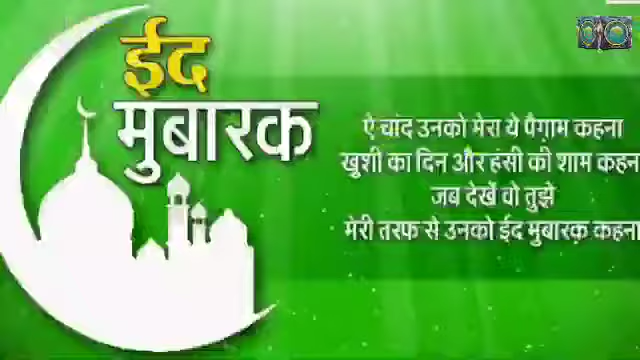 ईद
मुबारक
ऐ चांद उनको मेरा ये पैगाम कहना
खुशी का दिन और हंसी की शाम कहन
जब देखें वो तुझे
मेरी तरफ से उनको ईद मुबारक़ कहना